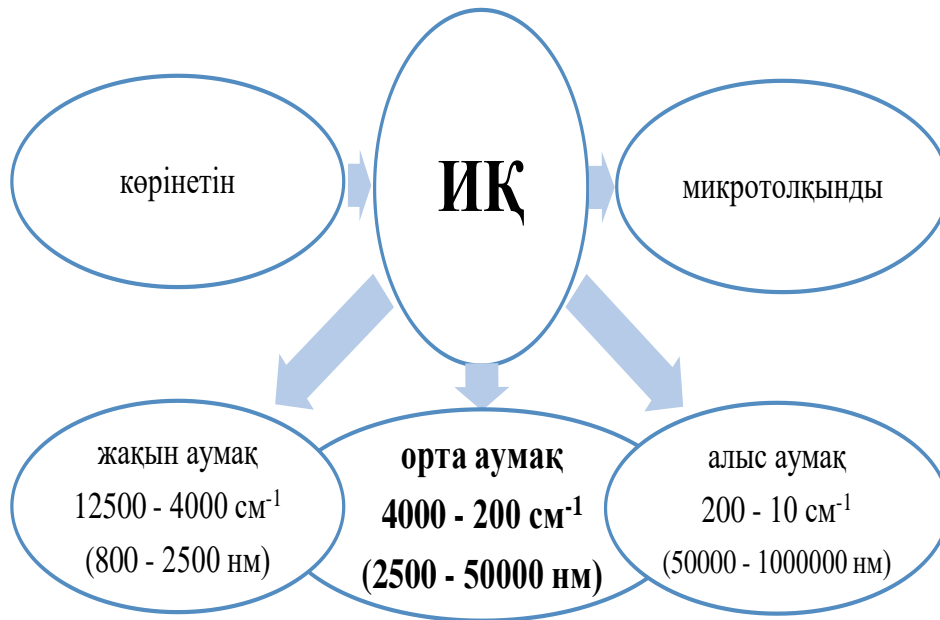 көрінетін
ИҚ
микротолқынды
жақын аумақ
12500 - 4000 см⁻¹
(800 - 2500 нм)
орта аумақ
4000 - 200 см⁻¹
(2500 - 50000 нм)
алыс аумақ
200 - 10 см⁻¹
(50000 - 1000000 нм)